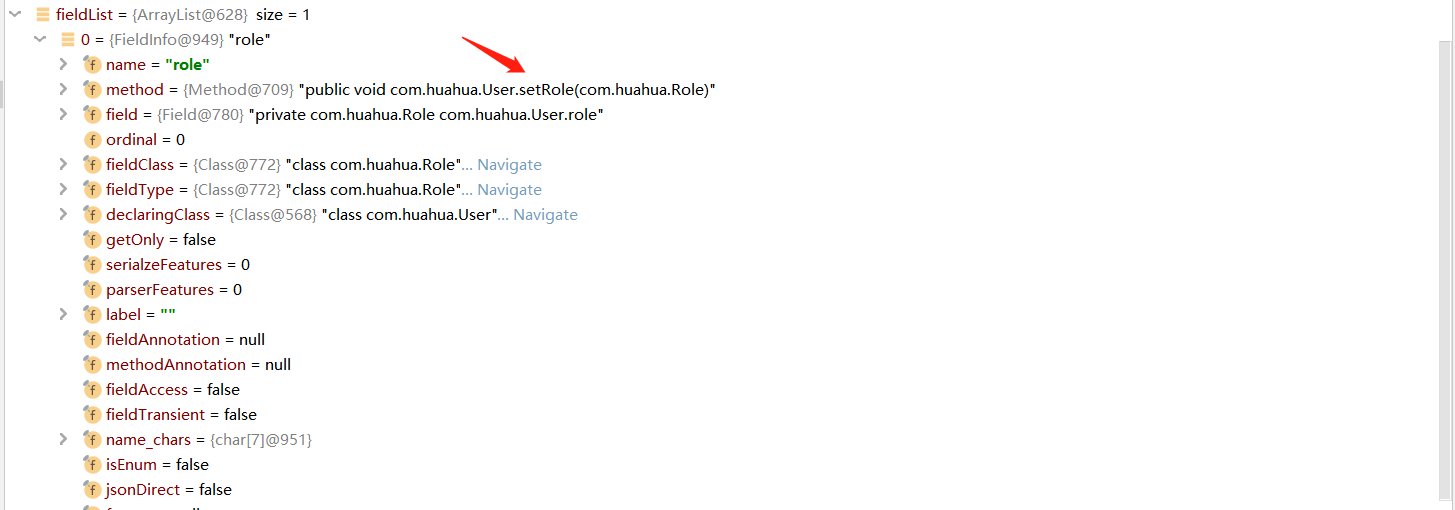 fieldList = {ArrayList@628} size = 1
0 = {FieldInfo@949} "role"
f name = "role"
f method = {Method@709} "public void com.huahua.User.setRole(com.huahua.Role)"
f field = {Field@780} "private com.huahua.Role com.huahua.User.role"
f ordinal = 0
f fieldClass = {Class@772} "class com.huahua.Role"... Navigate
f fieldType = {Class@772} "class com.huahua.Role"... Navigate
f declaringClass = {Class@568} "class com.huahua.User"... Navigate
f getOnly = false
f serialzeFeatures = 0
f parserFeatures = 0
f label = ""
f fieldAnnotation = null
f methodAnnotation = null
f fieldAccess = false
f fieldTransient = false
f name_chars = {char[7]@951}
f isEnum = false
f jsonDirect = false